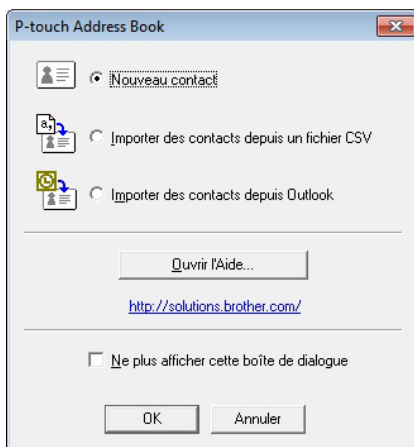 P-touch Address Book
Nouveau contact
a,
Importer des contacts depuis un fichier CSV
Importer des contacts depuis Outlook
Ouvrir l'Aide...
http://solutions.brother.com/
Ne plus afficher cette boîte de dialogue
OK Annuler